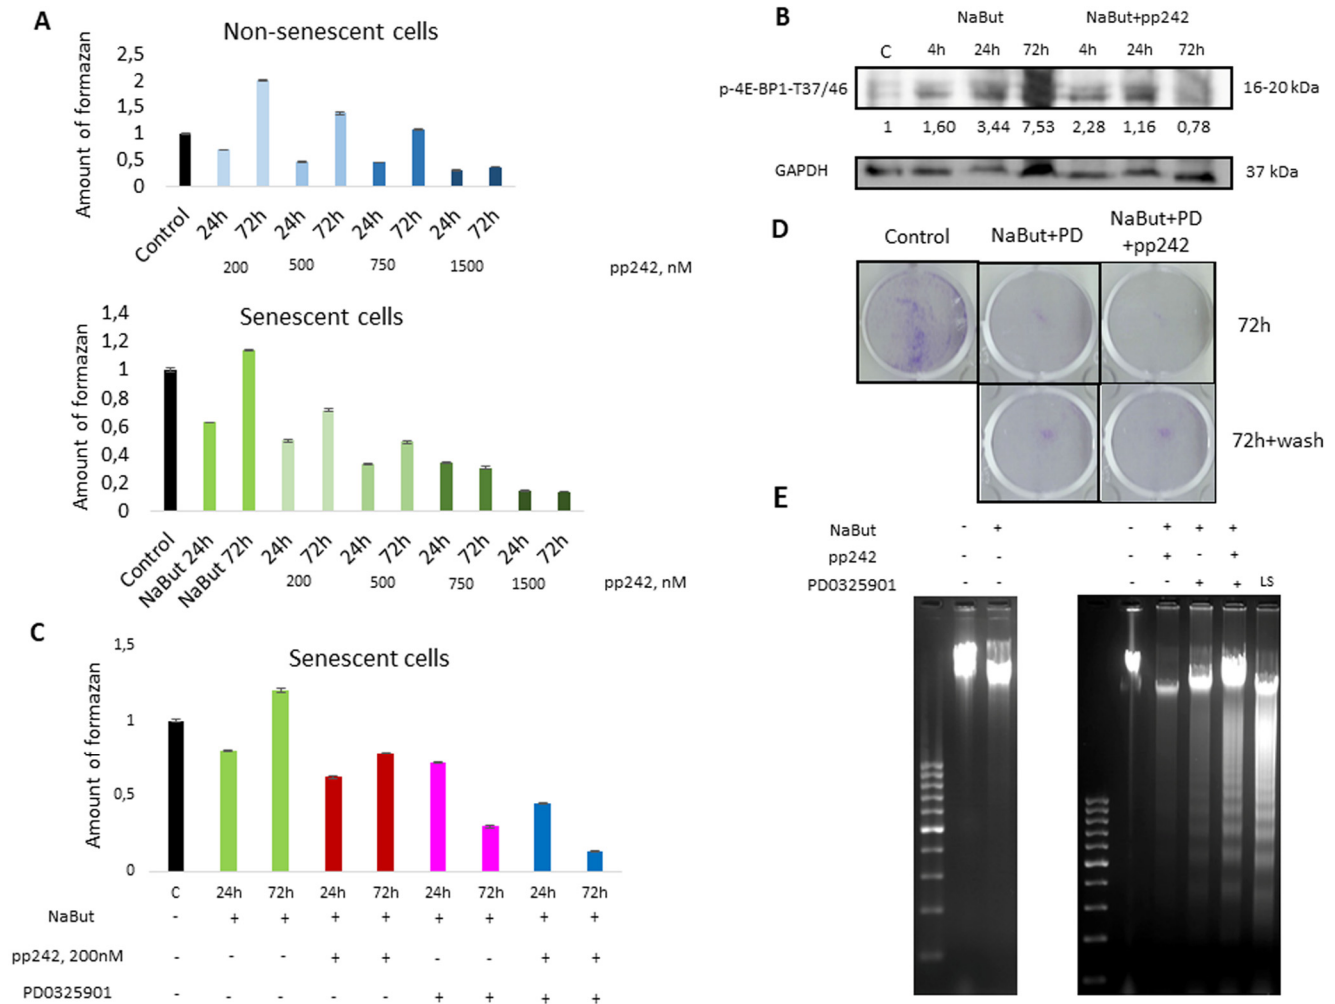 A
Non-senescent cells
Amount of formazan
2,5
2
1,5
1
0,5
0
Control 24h 72h 24h 72h 24h 72h 24h 72h
200 500 750 1500 pp242, nM
Senescent cells
Amount of formazan
1,4
1,2
1
0,8
0,6
0,4
0,2
0
Control NaBut 24h NaBut 72h 24h 72h 24h 72h 24h 72h 24h 72h
200 500 750 1500 pp242, nM
B
NaBut NaBut+pp242
C 4h 24h 72h 4h 24h 72h
p-4E-BP1-T37/46 16-20 kDa
1 1,60 3,44 7,53 2,28 1,16 0,78
GAPDH 37 kDa
C
Senescent cells
Amount of formazan
1,5
1
0,5
0
C 24h 72h 24h 72h 24h 72h 24h 72h
NaBut - + + + + + + + +
pp242, 200nM - - - + + - - + +
PD0325901 - - - - - + + + +
D
Control NaBut+PD NaBut+PD
+pp242
72h
72h+wash
E
NaBut - + - + + +
pp242 - - - + - +
PD0325901 - - - - + + LS